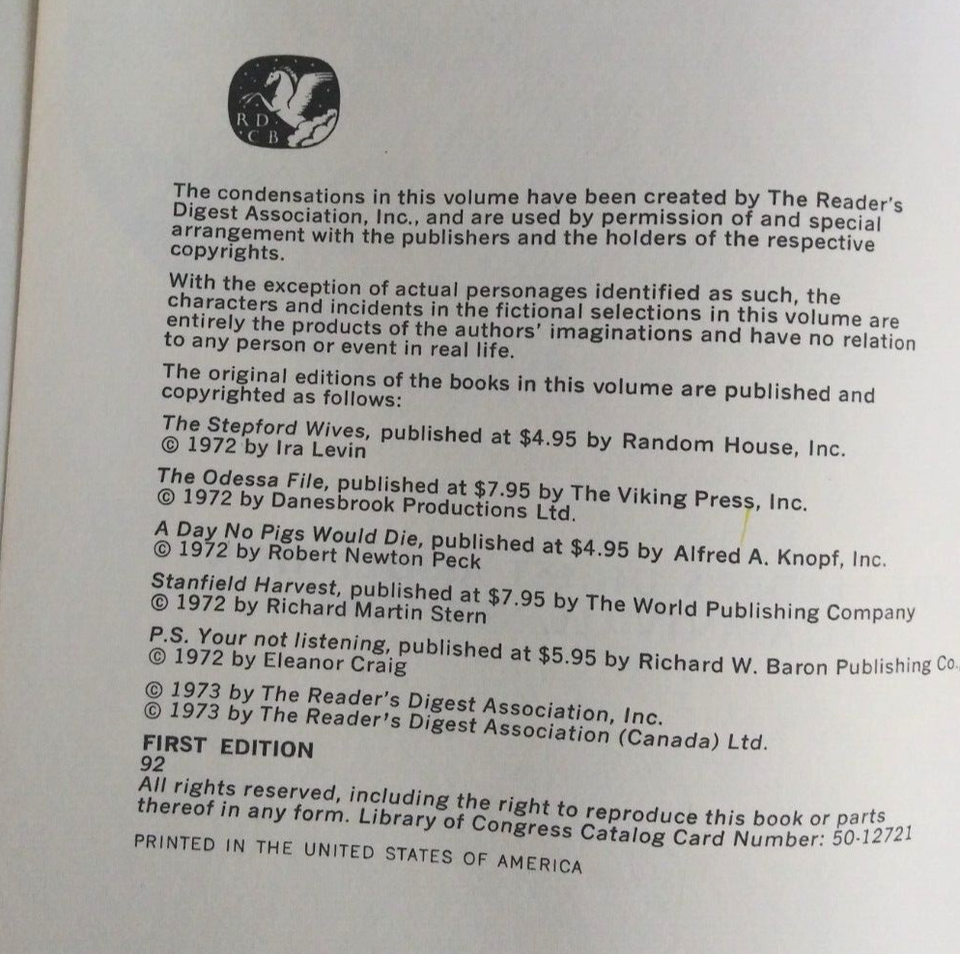 R D
C B
The condensations in this volume have been created by The Reader's
Digest Association, Inc., and are used by permission of and special
arrangement with the publishers and the holders of the respective
copyrights.
With the exception of actual personages identified as such, the
characters and incidents in the fictional selections in this volume are
entirely the products of the authors' imaginations and have no relation
to any person or event in real life.
The original editions of the books in this volume are published and
copyrighted as follows:
The Stepford Wives, published at $4.95 by Random House, Inc.
© 1972 by Ira Levin
The Odessa File, published at $7.95 by The Viking Press, Inc.
© 1972 by Danesbrook Productions Ltd.
A Day No Pigs Would Die, published at $4.95 by Alfred A. Knopf, Inc.
© 1972 by Robert Newton Peck
Stanfield Harvest, published at $7.95 by The World Publishing Company
© 1972 by Richard Martin Stern
P.S. Your not listening, published at $5.95 by Richard W. Baron Publishing Co.,
© 1972 by Eleanor Craig
© 1973 by The Reader's Digest Association, Inc.
© 1973 by The Reader's Digest Association (Canada) Ltd.
FIRST EDITION
92
All rights reserved, including the right to reproduce this book or parts
thereof in any form. Library of Congress Catalog Card Number: 50-12721
PRINTED IN THE UNITED STATES OF AMERICA